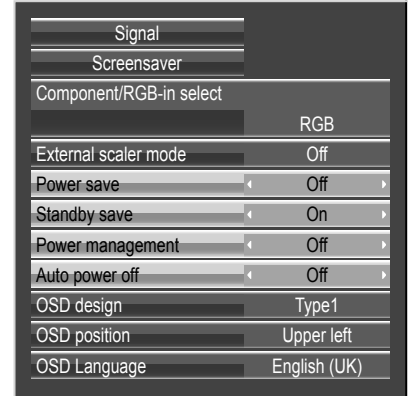 Signal
Screensaver
Component/RGB-in select
RGB
External scaler mode Off
Power save Off
Standby save On
Power management Off
Auto power off Off
OSD design Type1
OSD position Upper left
OSD Language English (UK)